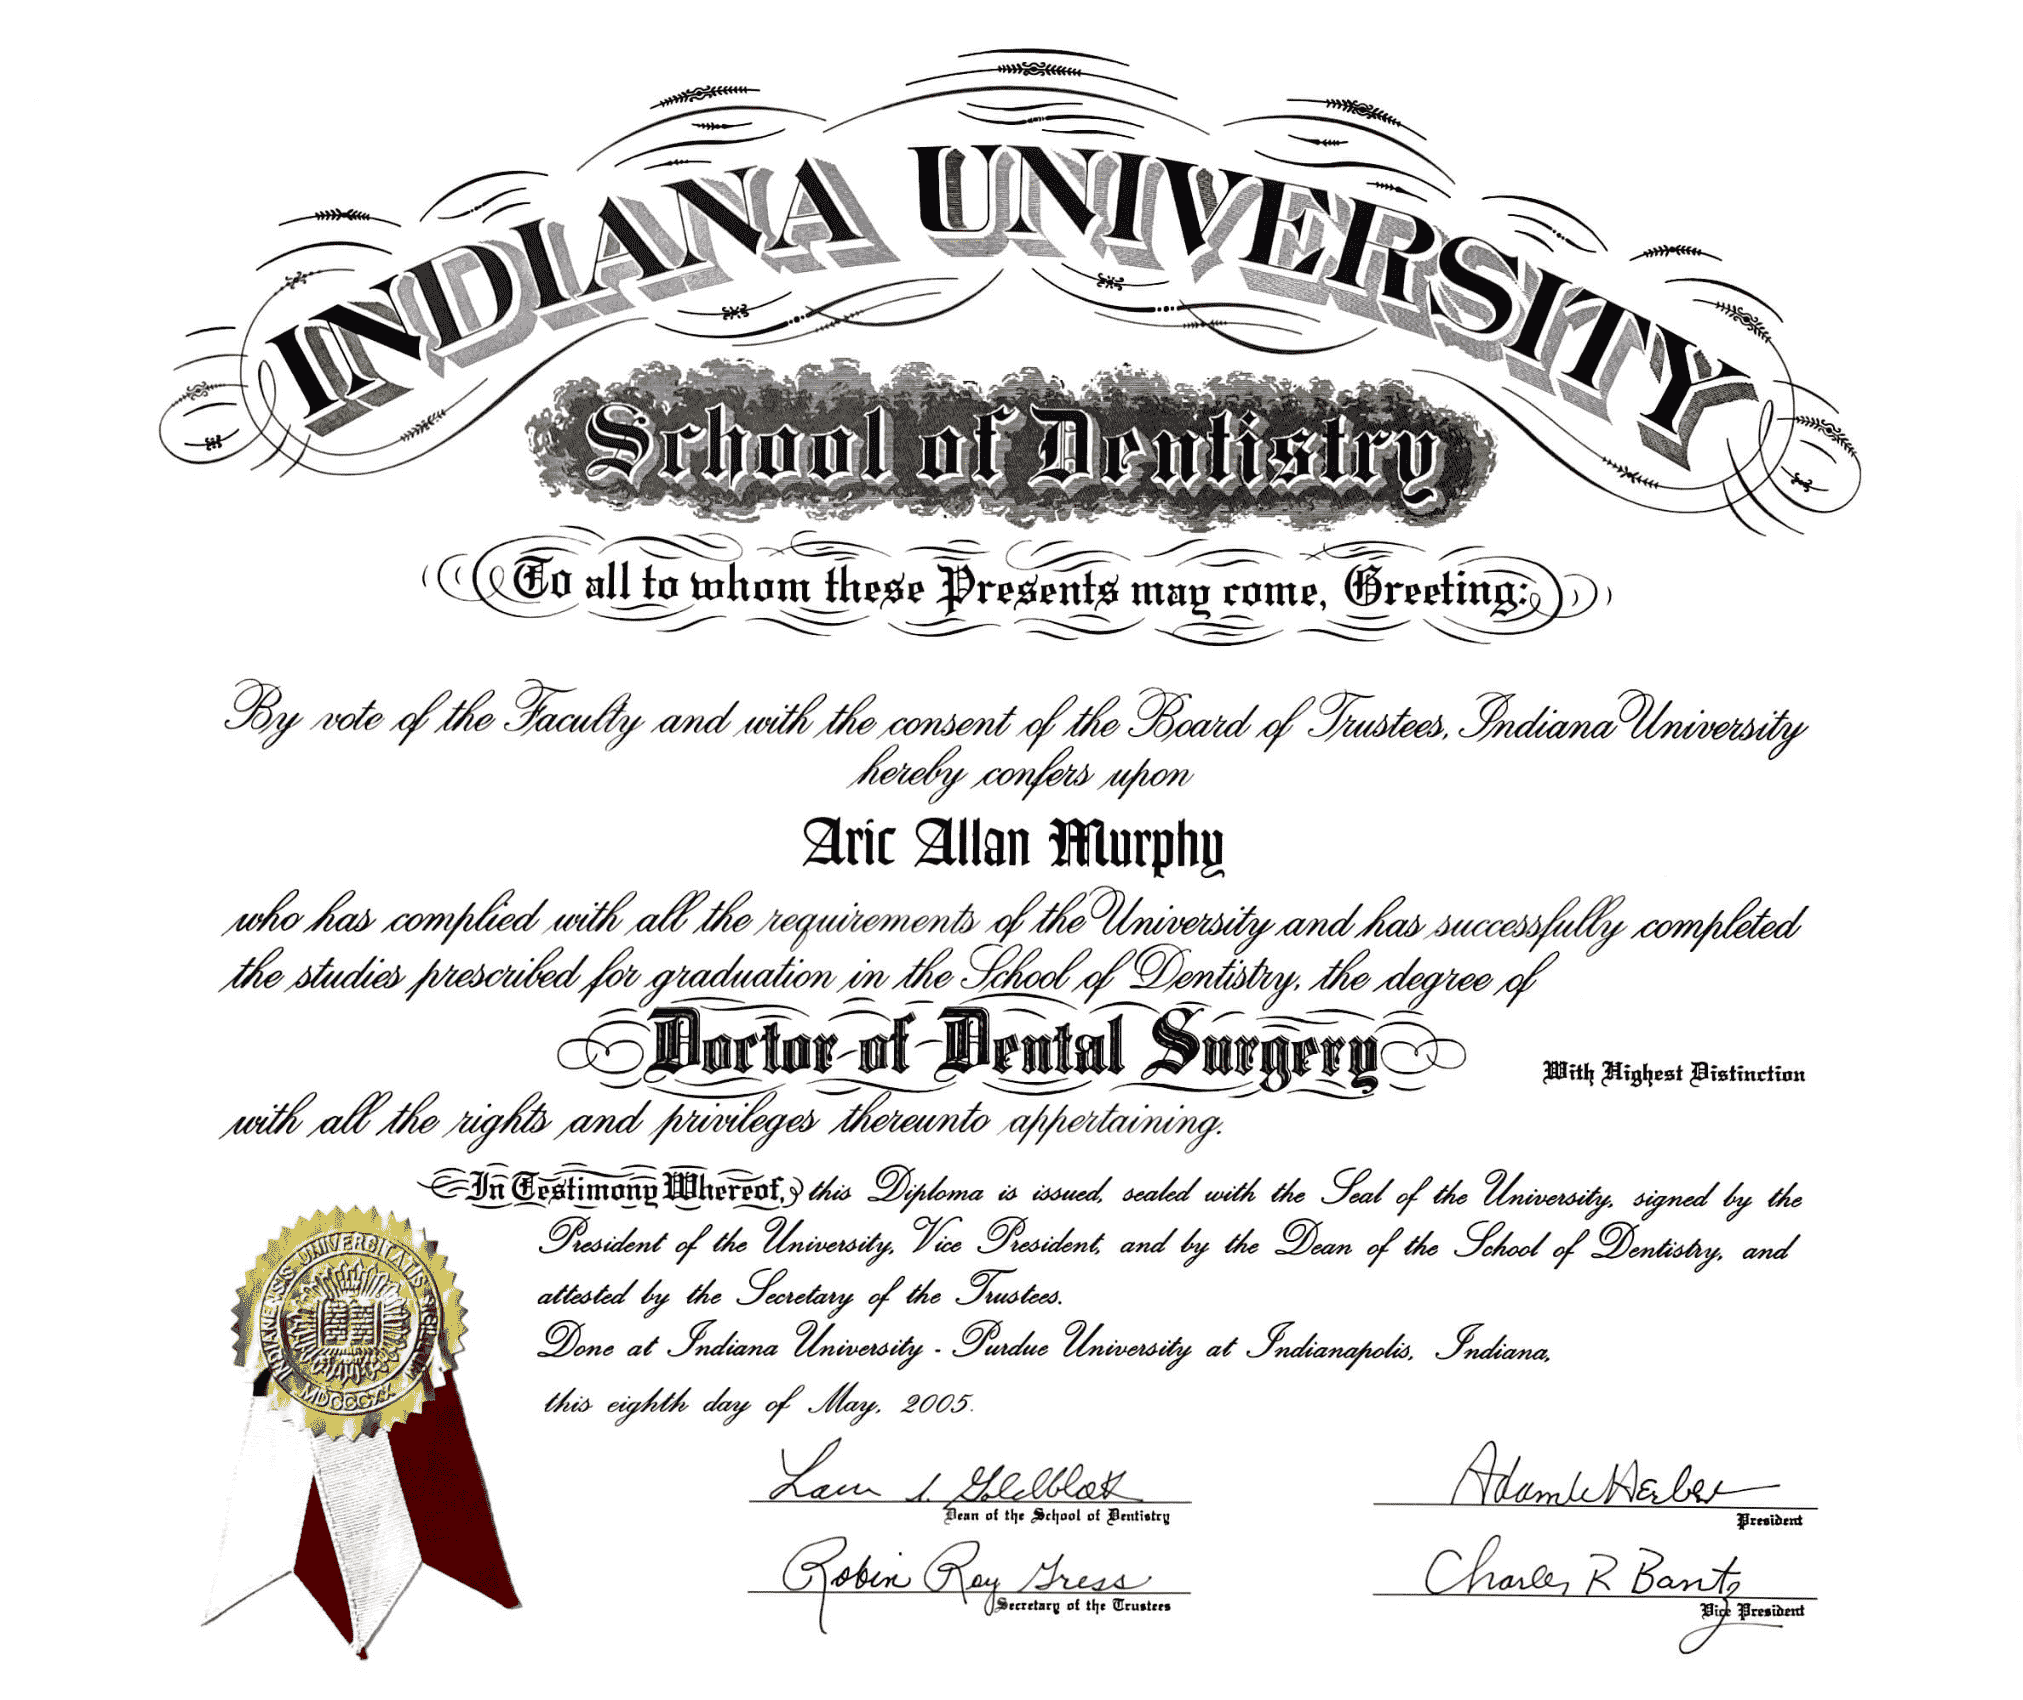 INDIANA UNIVERSITY
School of Dentistry
To all to whom these Presents may come, Greeting:
By vote of the Faculty and with the consent of the Board of Trustees, Indiana University
hereby confers upon
Aric Allan Murphy
who has complied with all the requirements of the University and has successfully completed
the studies prescribed for graduation in the School of Dentistry, the degree of
Doctor of Dental Surgery
With Highest Distinction
with all the rights and privileges thereunto appertaining.
In Testimony Whereof, this Diploma is issued, sealed with the Seal of the University, signed by the
President of the University, Vice President, and by the Dean of the School of Dentistry, and
attested by the Secretary of the Trustees.
Done at Indiana University - Purdue University at Indianapolis, Indiana,
this eighth day of May, 2005.
INDIANENSIS UNIVERSITATIS SIGILLUM
MDCCCXX
Goldblatt
Dean of the School of Dentistry
Adam W Herbert
President
Robin Roy Gress
Secretary of the Trustees
Charles R Bantz
Vice President